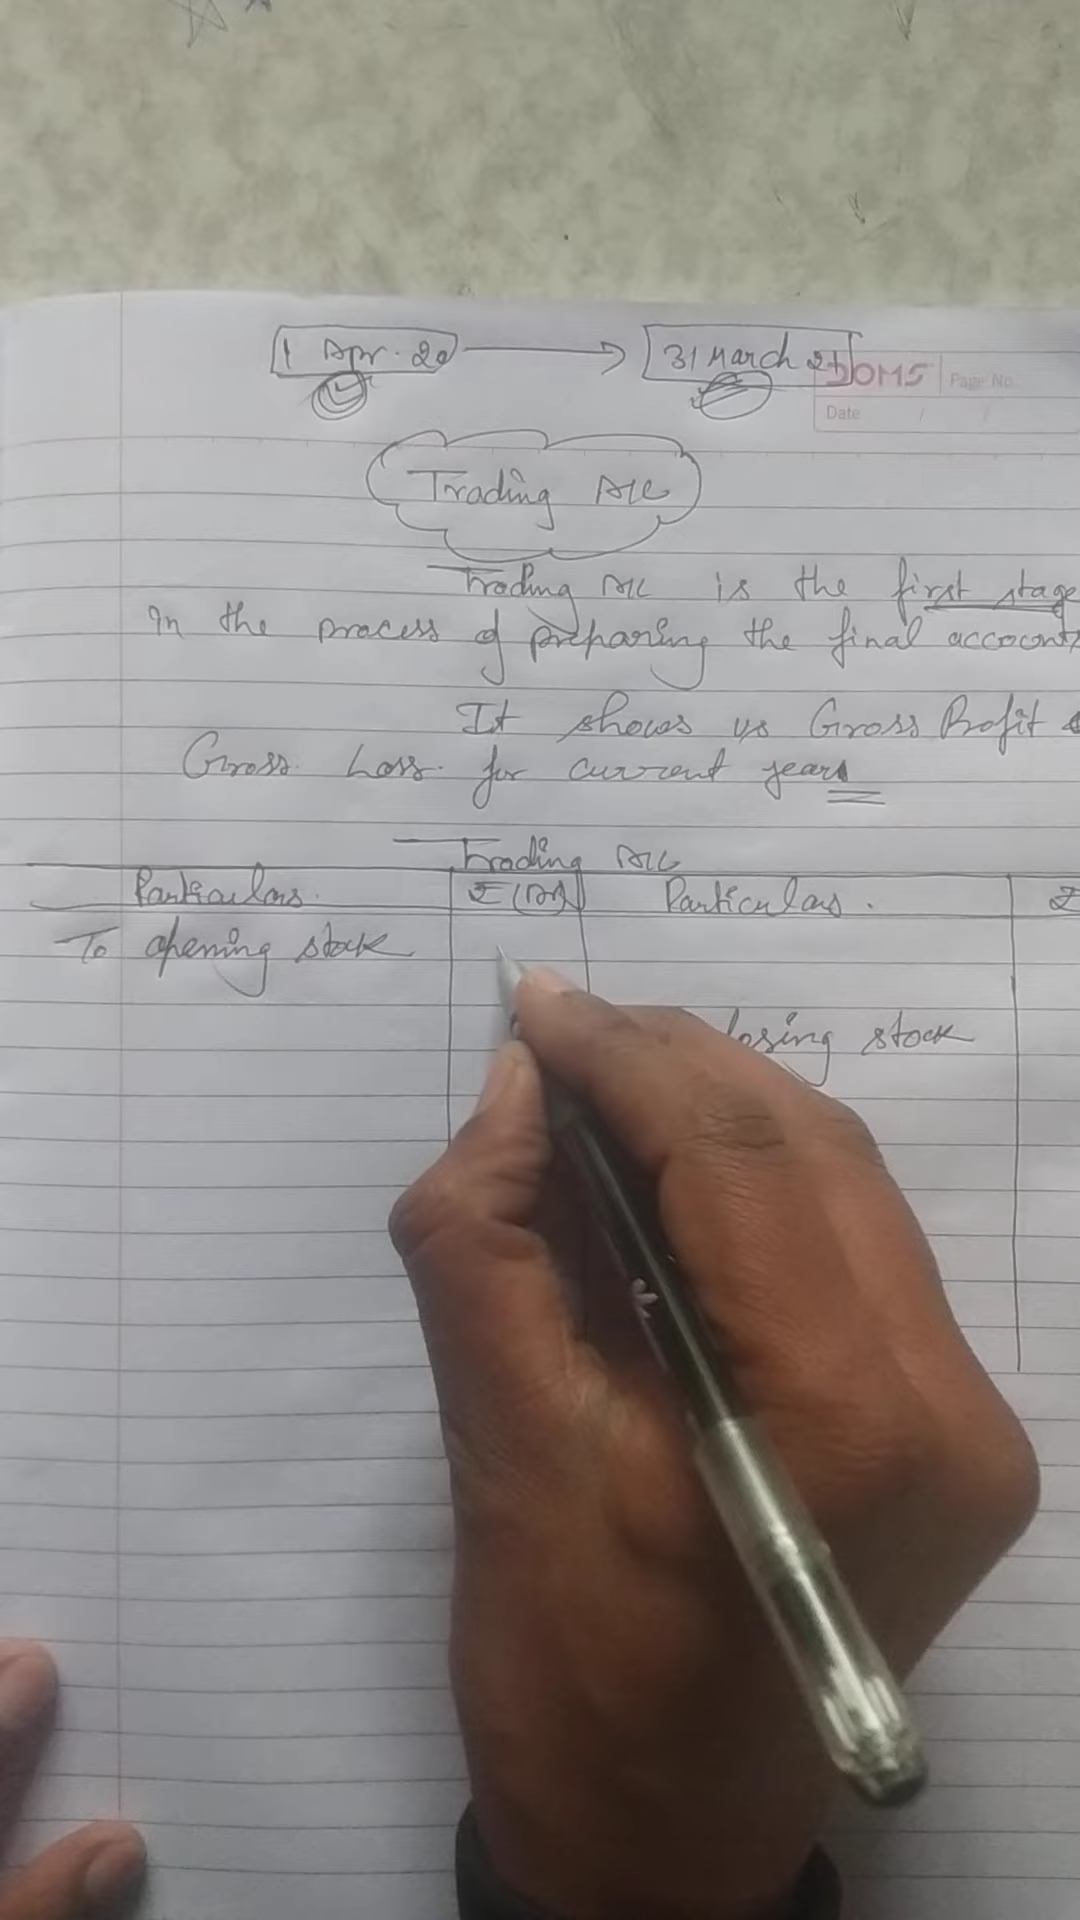 1 Apr. 20 → 31 March 21
DOMS Page No.
Date / /
Trading A/c
Trading A/c is the first stage
in the process of preparing the final accounts
It shows us Gross Profit
Gross Loss for current year
Trading A/c
Particulars. ₹ (Dr) Particulars. ₹
To opening stock
losing stock